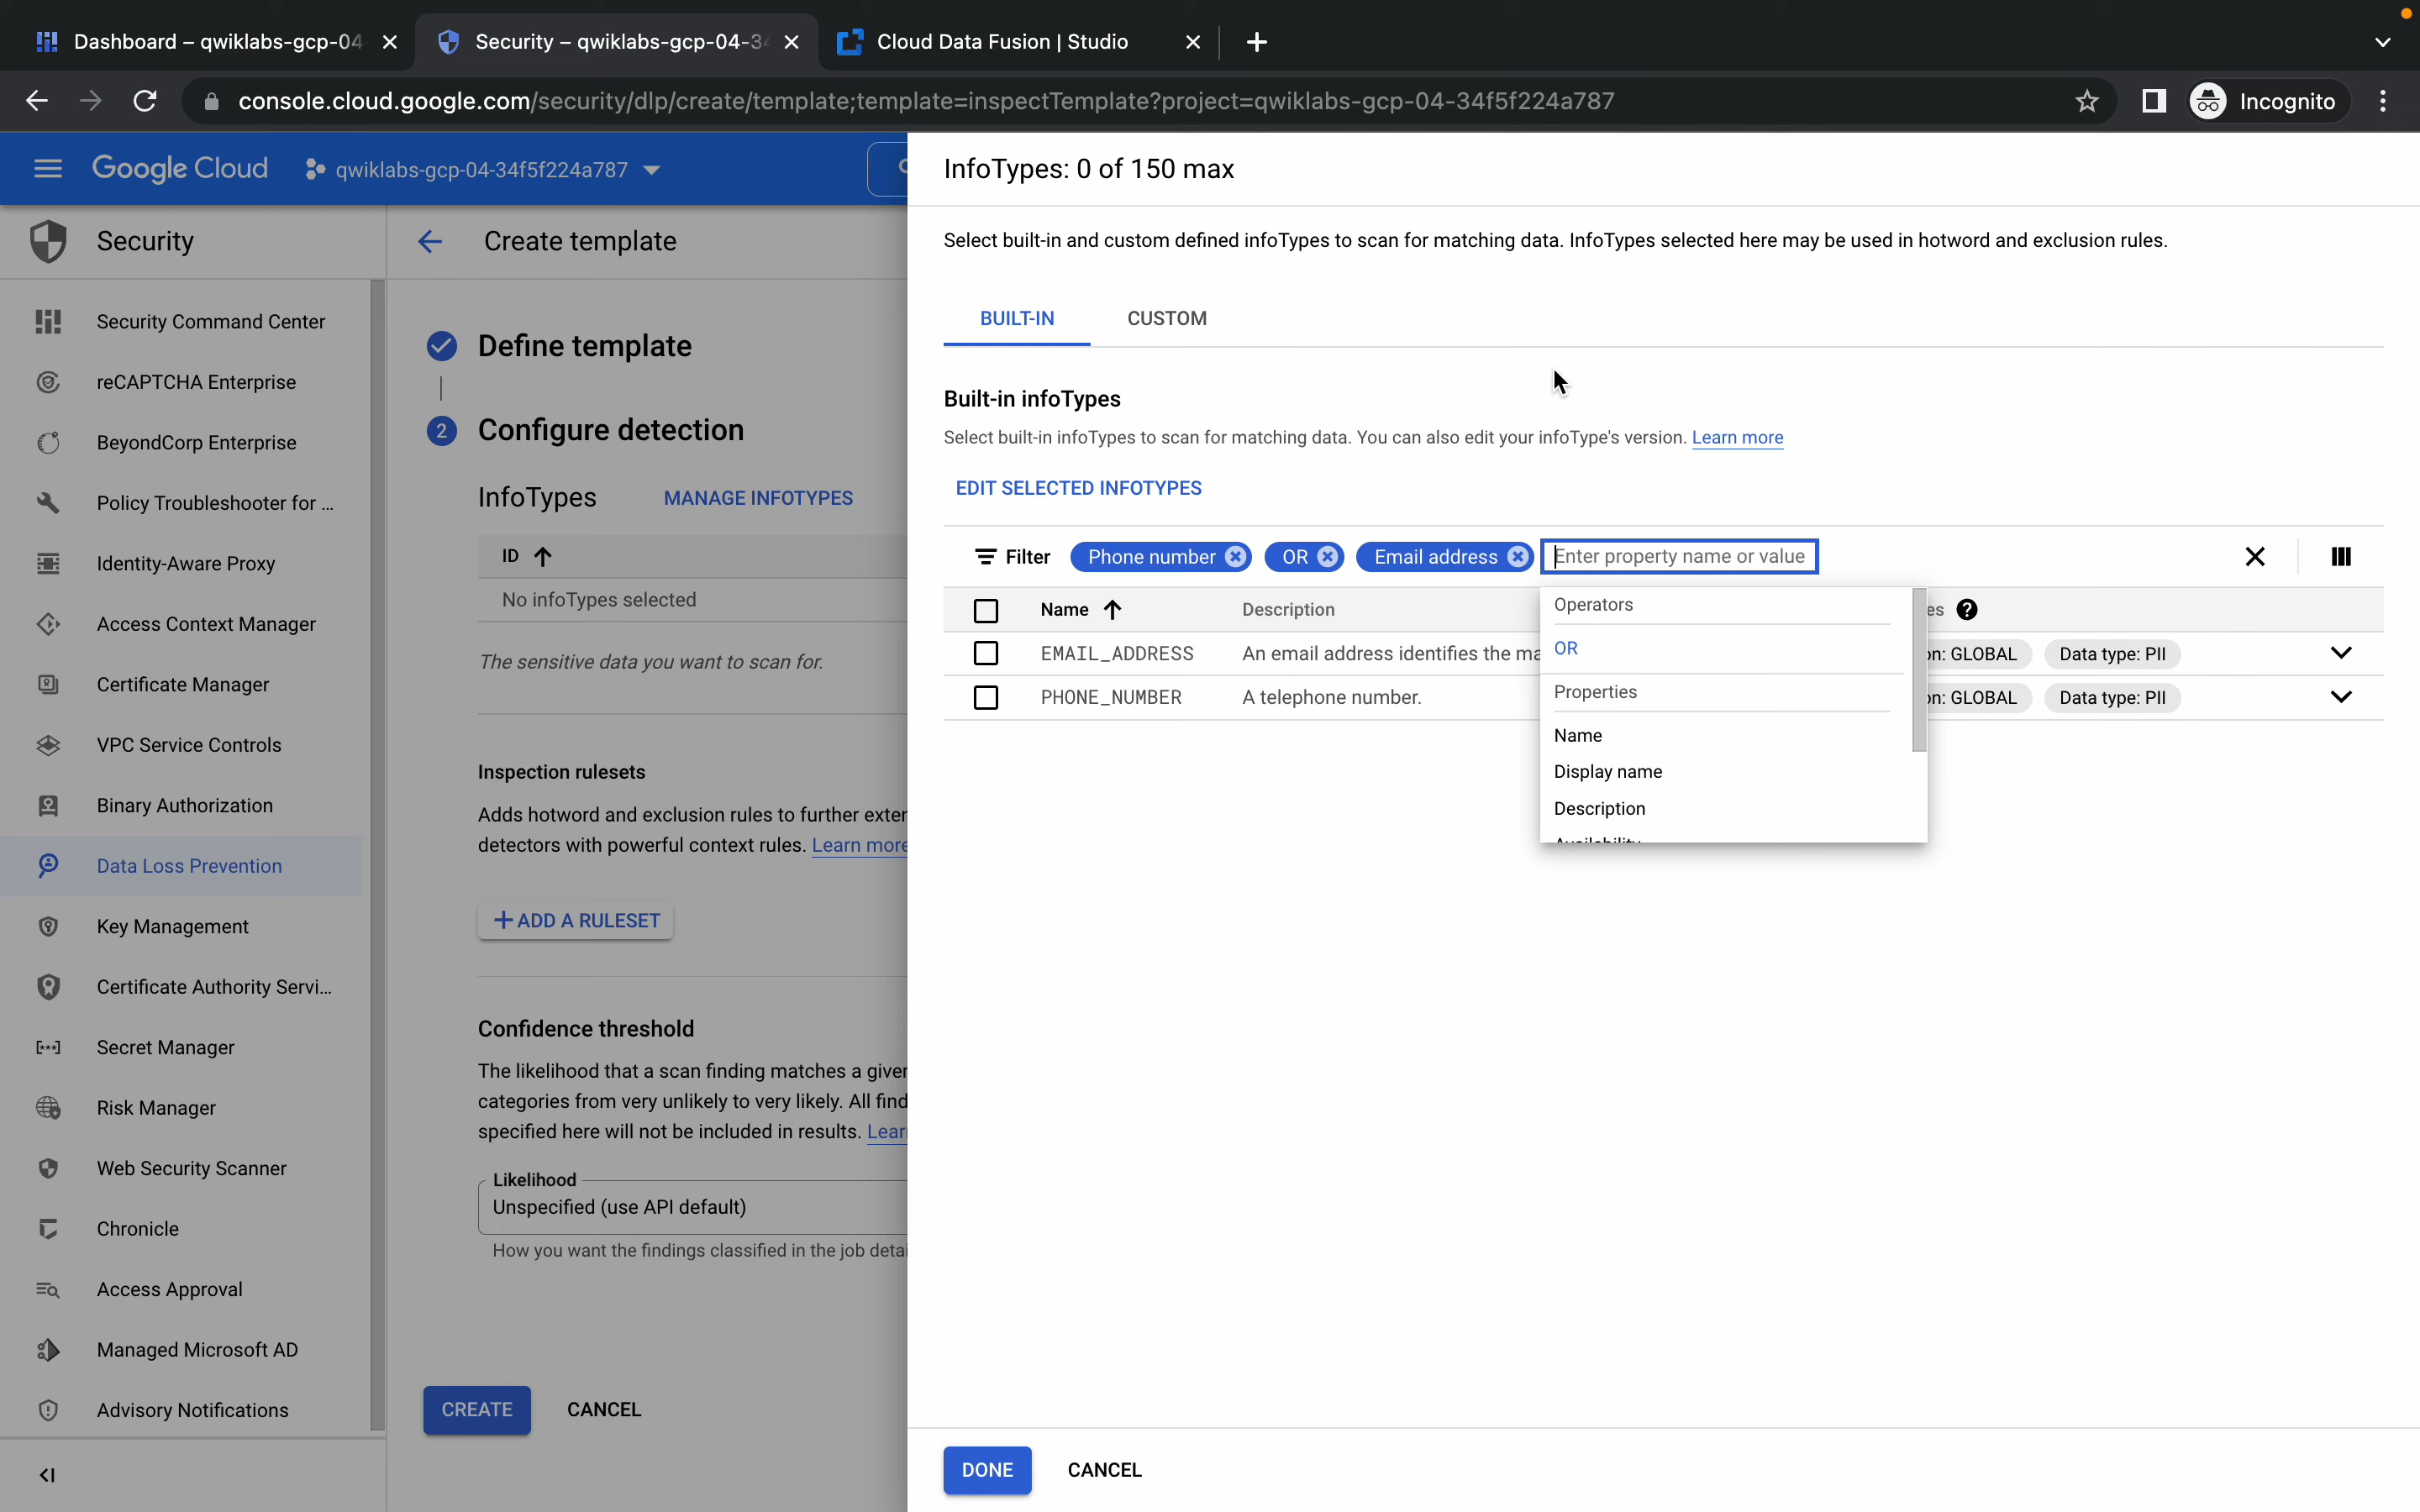 Dashboard – qwiklabs-gcp-04
Security – qwiklabs-gcp-04-34
Cloud Data Fusion | Studio
console.cloud.google.com/security/dlp/create/template;template=inspectTemplate?project=qwiklabs-gcp-04-34f5f224a787
Incognito
Google Cloud
qwiklabs-gcp-04-34f5f224a787
Security
Security Command Center
reCAPTCHA Enterprise
BeyondCorp Enterprise
Policy Troubleshooter for ...
Identity-Aware Proxy
Access Context Manager
Certificate Manager
VPC Service Controls
Binary Authorization
Data Loss Prevention
Key Management
Certificate Authority Servi...
Secret Manager
Risk Manager
Web Security Scanner
Chronicle
Access Approval
Managed Microsoft AD
Advisory Notifications
Create template
Define template
2
Configure detection
InfoTypes
MANAGE INFOTYPES
ID
No infoTypes selected
The sensitive data you want to scan for.
Inspection rulesets
Adds hotword and exclusion rules to further
detectors with powerful context rules. Learn more
+ ADD A RULESET
Confidence threshold
The likelihood that a scan finding matches a
categories from very unlikely to very likely. All
specified here will not be included in results.
Likelihood
Unspecified (use API default)
How you want the findings classified in the job
CREATE
CANCEL
InfoTypes: 0 of 150 max
Select built-in and custom defined infoTypes to scan for matching data. InfoTypes selected here may be used in hotword and exclusion rules.
BUILT-IN
CUSTOM
Built-in infoTypes
Select built-in infoTypes to scan for matching data. You can also edit your infoType's version. Learn more
EDIT SELECTED INFOTYPES
Filter
Phone number
OR
Email address
Enter property name or value
Name
Description
es
EMAIL_ADDRESS
An email address identifies the
on: GLOBAL
Data type: PII
PHONE_NUMBER
A telephone number.
on: GLOBAL
Data type: PII
Operators
OR
Properties
Name
Display name
Description
Availability
DONE
CANCEL